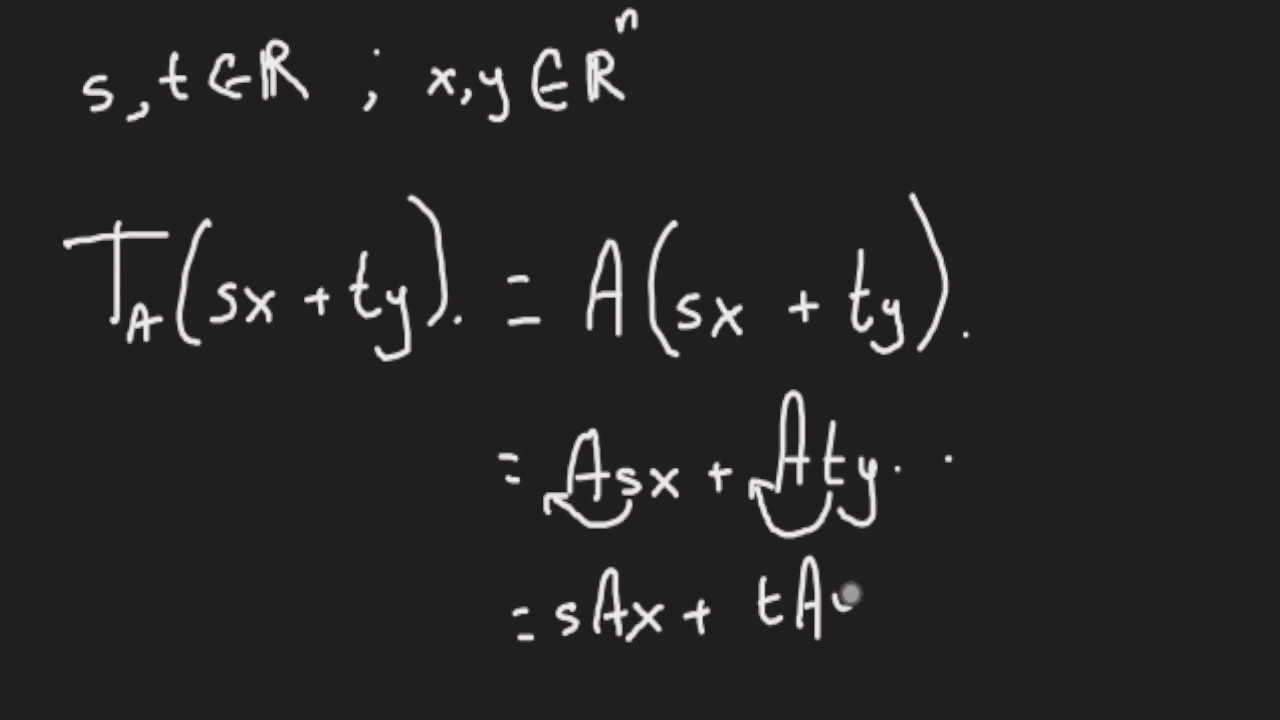 s, t ∈ ℝ ; x, y ∈ ℝⁿ
T_A(sx + ty). = A(sx + ty).
= Asx + Aty. .
= sAx + tA